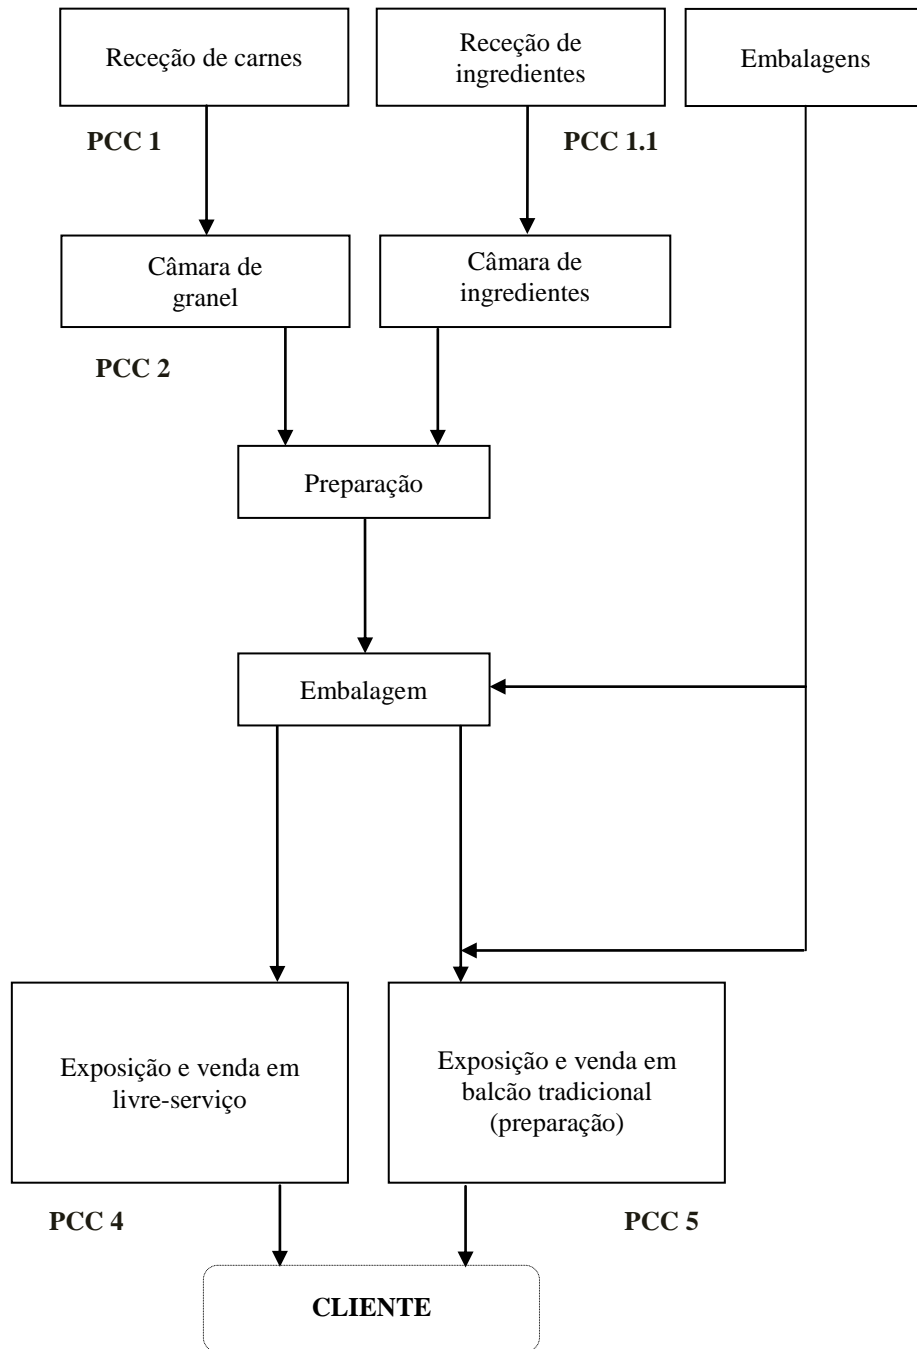 Receção de carnes
Receção de
ingredientes
Embalagens
PCC 1
PCC 1.1
Câmara de
granel
Câmara de
ingredientes
PCC 2
Preparação
Embalagem
Exposição e venda em
livre-serviço
Exposição e venda em
balcão tradicional
(preparação)
PCC 4
PCC 5
CLIENTE